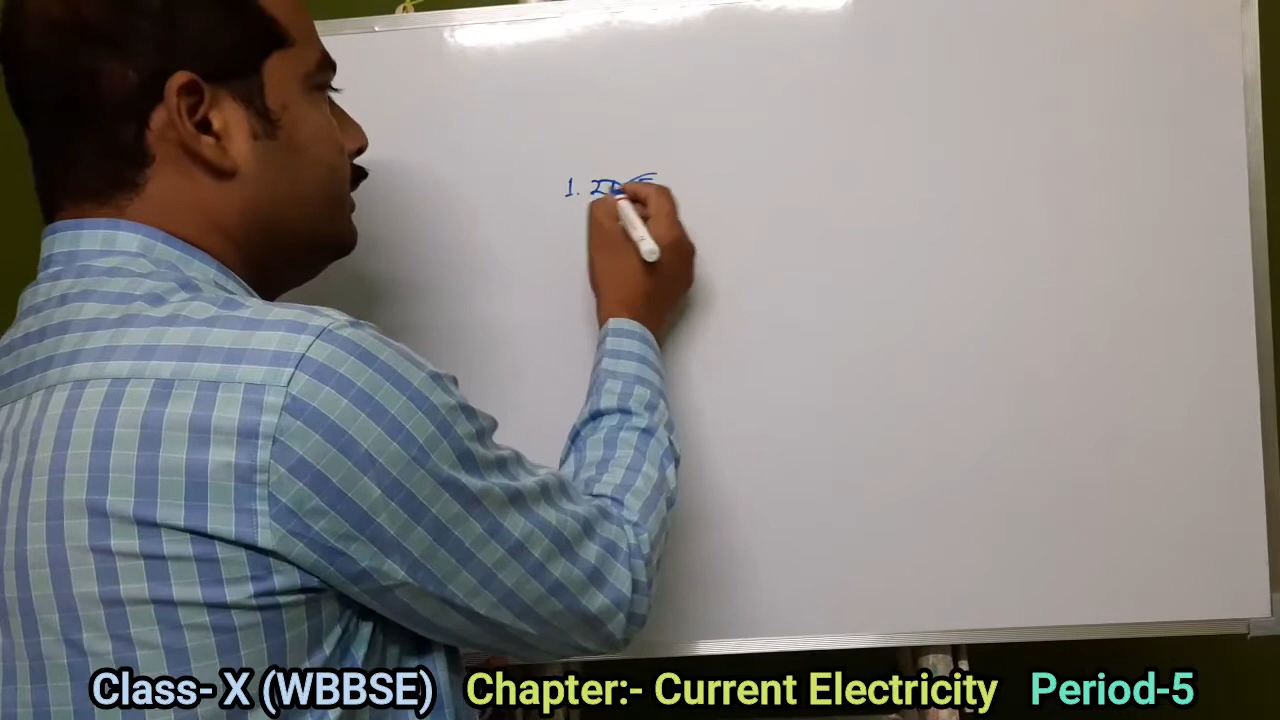 1.
Class- X (WBBSE) Chapter:- Current Electricity Period-5